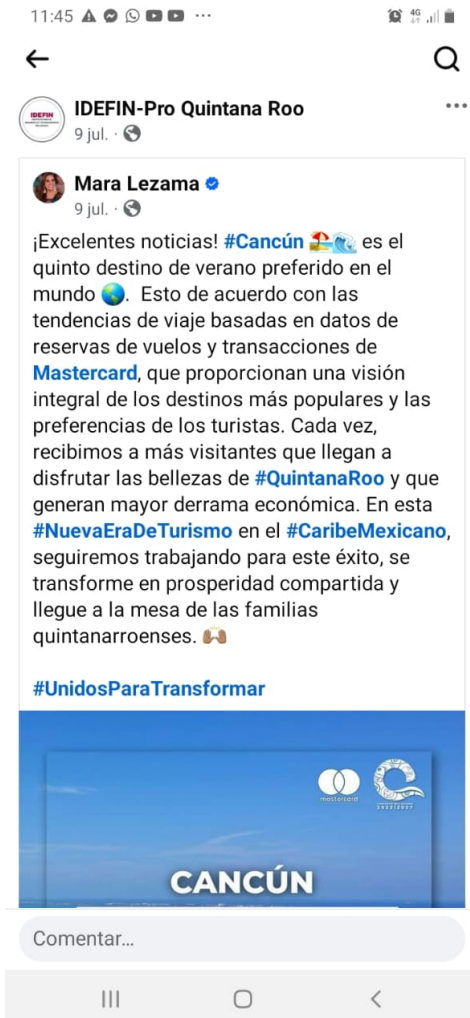 11:45
4G
IDEFIN
IDEFIN-Pro Quintana Roo
9 jul. ·
Mara Lezama
9 jul. ·
¡Excelentes noticias! #Cancún 🏖️🌊 es el
quinto destino de verano preferido en el
mundo 🌎. Esto de acuerdo con las
tendencias de viaje basadas en datos de
reservas de vuelos y transacciones de
Mastercard, que proporcionan una visión
integral de los destinos más populares y las
preferencias de los turistas. Cada vez,
recibimos a más visitantes que llegan a
disfrutar las bellezas de #QuintanaRoo y que
generan mayor derrama económica. En esta
#NuevaEraDeTurismo en el #CaribeMexicano,
seguiremos trabajando para este éxito, se
transforme en prosperidad compartida y
llegue a la mesa de las familias
quintanarroenses. 🙌🏽
#UnidosParaTransformar
mastercard
2022|2027
CANCÚN
Comentar...